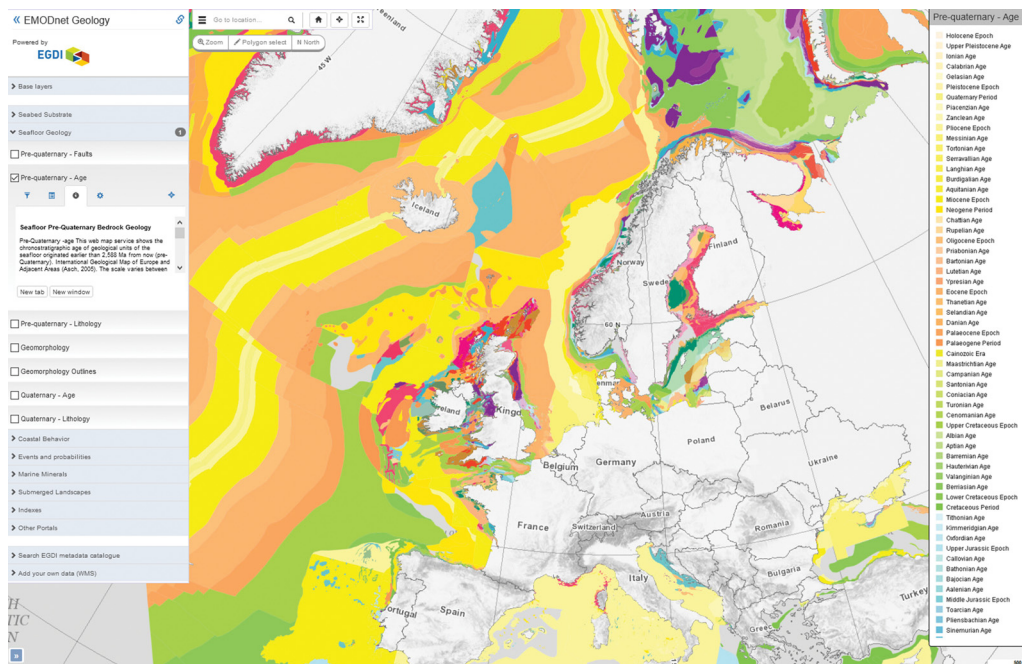 « EMODnet Geology
Powered by
EGDI
Base layers
Seabed Substrate
Seafloor Geology 1
Pre-quaternary - Faults
Pre-quaternary - Age
Seafloor Pre-Quaternary Bedrock Geology
Pre-Quaternary -age This web map service shows the
chronostratigraphic age of geological units of the
seafloor originated earlier than 2,588 Ma from now (pre-
Quaternary). International Geological Map of Europe and
Adjacent Areas (Asch, 2005). The scale varies between
New tab New window
Pre-quaternary - Lithology
Geomorphology
Geomorphology Outlines
Quaternary - Age
Quaternary - Lithology
Coastal Behavior
Events and probabilities
Marine Minerals
Submerged Landscapes
Indexes
Other Portals
Search EGDI metadata catalogue
Add your own data (WMS)
H
TIC
N
»
Go to location...
Zoom Polygon select N North
eenland
45 W
Iceland
Norway
Swede
Finland
60 N
enmar
reland
Kingd
Belgium
Germany
Poland
Belarus
Ukraine
France
Switzerland
Austria
Romania
Bulgaria
Italy
ortugal
Spain
Greec
Turkey
Pre-quaternary - Age
Holocene Epoch
Upper Pleistocene Age
Ionian Age
Calabrian Age
Gelasian Age
Pleistocene Epoch
Quaternary Period
Piacenzian Age
Zanclean Age
Pliocene Epoch
Messinian Age
Tortonian Age
Serravallian Age
Langhian Age
Burdigalian Age
Aquitanian Age
Miocene Epoch
Neogene Period
Chattian Age
Rupelian Age
Oligocene Epoch
Priabonian Age
Bartonian Age
Lutetian Age
Ypresian Age
Eocene Epoch
Thanetian Age
Selandian Age
Danian Age
Palaeocene Epoch
Palaeogene Period
Cainozoic Era
Maastrichtian Age
Campanian Age
Santonian Age
Coniacian Age
Turonian Age
Cenomanian Age
Upper Cretaceous Epoch
Albian Age
Aptian Age
Barremian Age
Hauterivian Age
Valanginian Age
Berriasian Age
Lower Cretaceous Epoch
Cretaceous Period
Tithonian Age
Kimmeridgian Age
Oxfordian Age
Upper Jurassic Epoch
Callovian Age
Bathonian Age
Bajocian Age
Aalenian Age
Middle Jurassic Epoch
Toarcian Age
Pliensbachian Age
Sinemurian Age